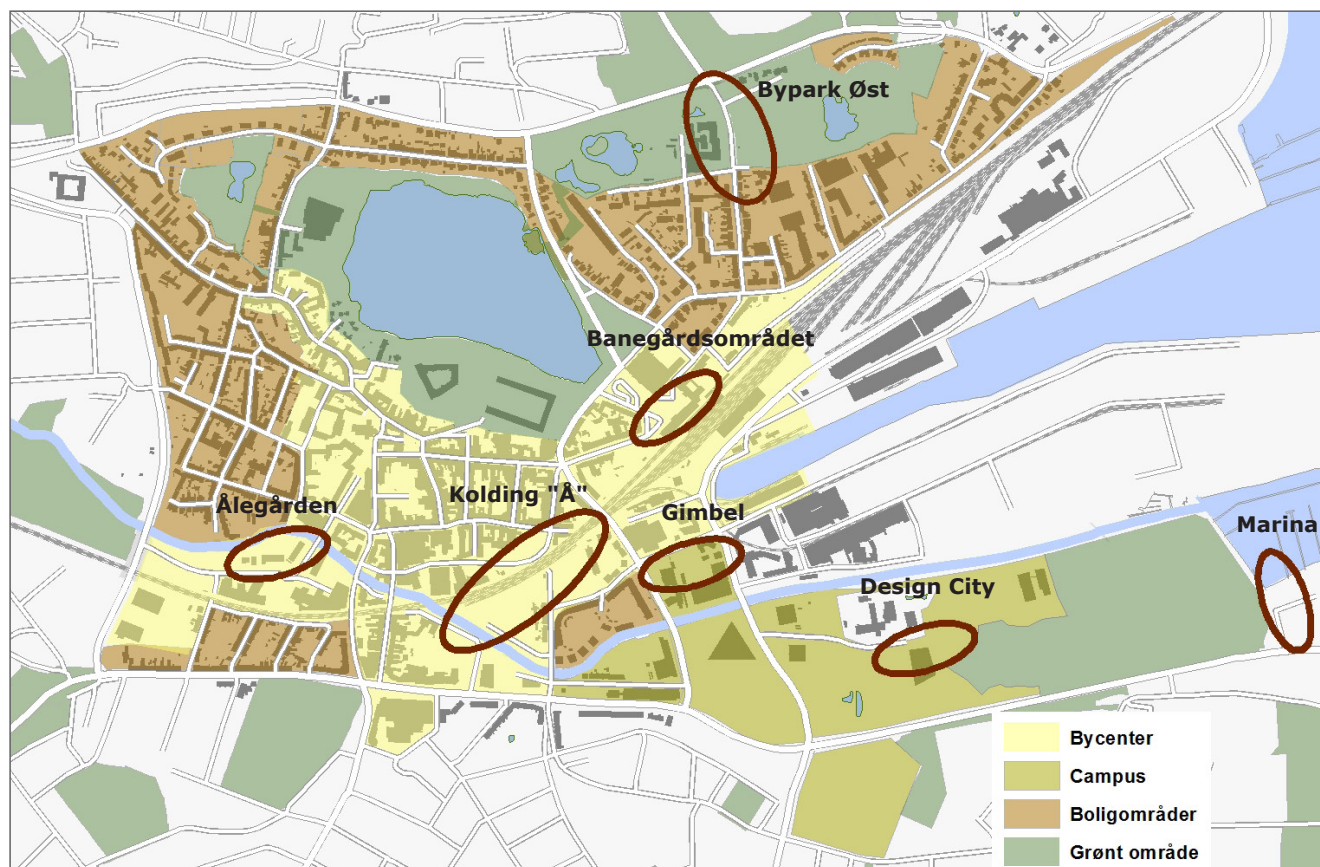 Bypark Øst
Banegårdsområdet
Ålegården
Kolding "Å"
Gimbel
Marina
Design City
Bycenter
Campus
Boligområder
Grønt område